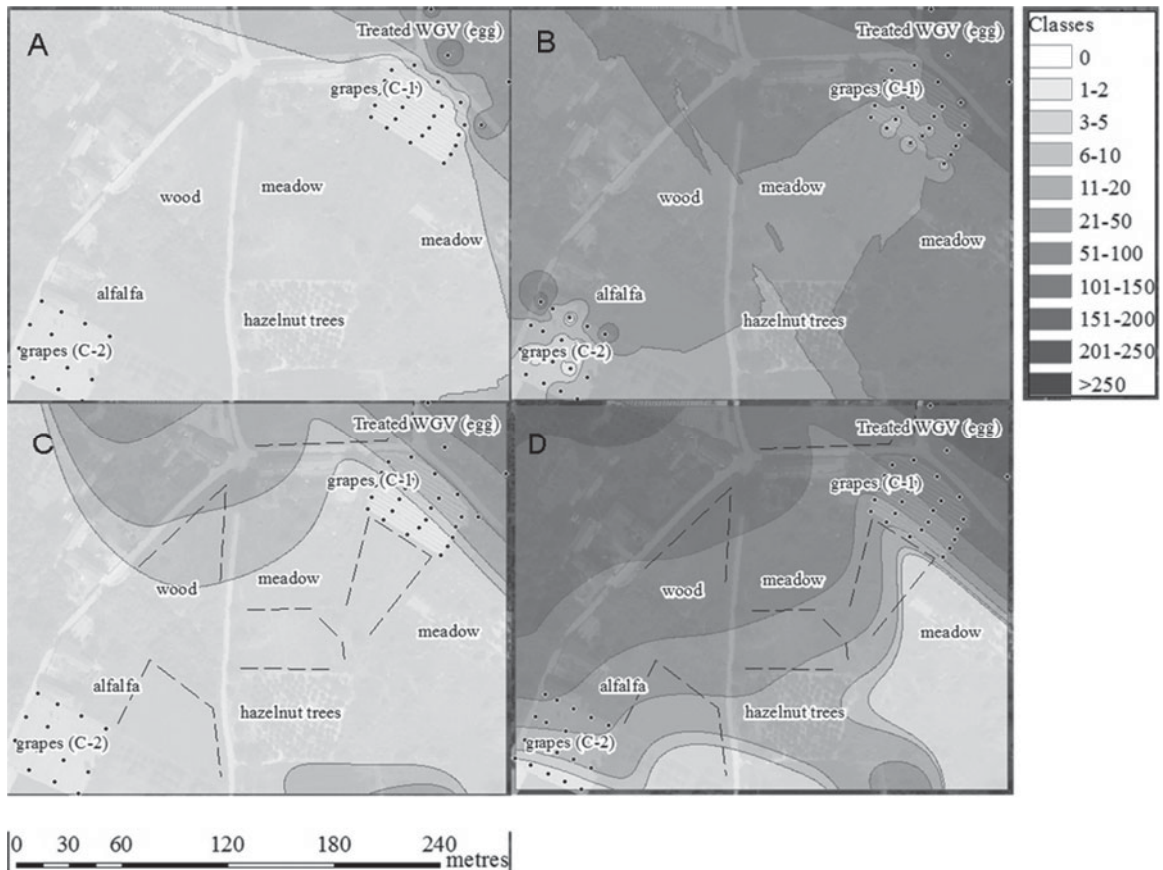 A
Treated WGV (egg)
grapes (C-1)
wood
meadow
meadow
alfalfa
hazelnut trees
grapes (C-2)
B
Treated WGV (egg)
grapes (C-1)
wood
meadow
meadow
alfalfa
hazelnut trees
grapes (C-2)
Classes
0
1-2
3-5
6-10
11-20
21-50
51-100
101-150
151-200
201-250
>250
C
Treated WGV (egg)
grapes (C-1)
wood
meadow
meadow
alfalfa
hazelnut trees
grapes (C-2)
D
Treated WGV (egg)
grapes (C-1)
wood
meadow
meadow
alfalfa
hazelnut trees
grapes (C-2)
0 30 60 120 180 240 metres